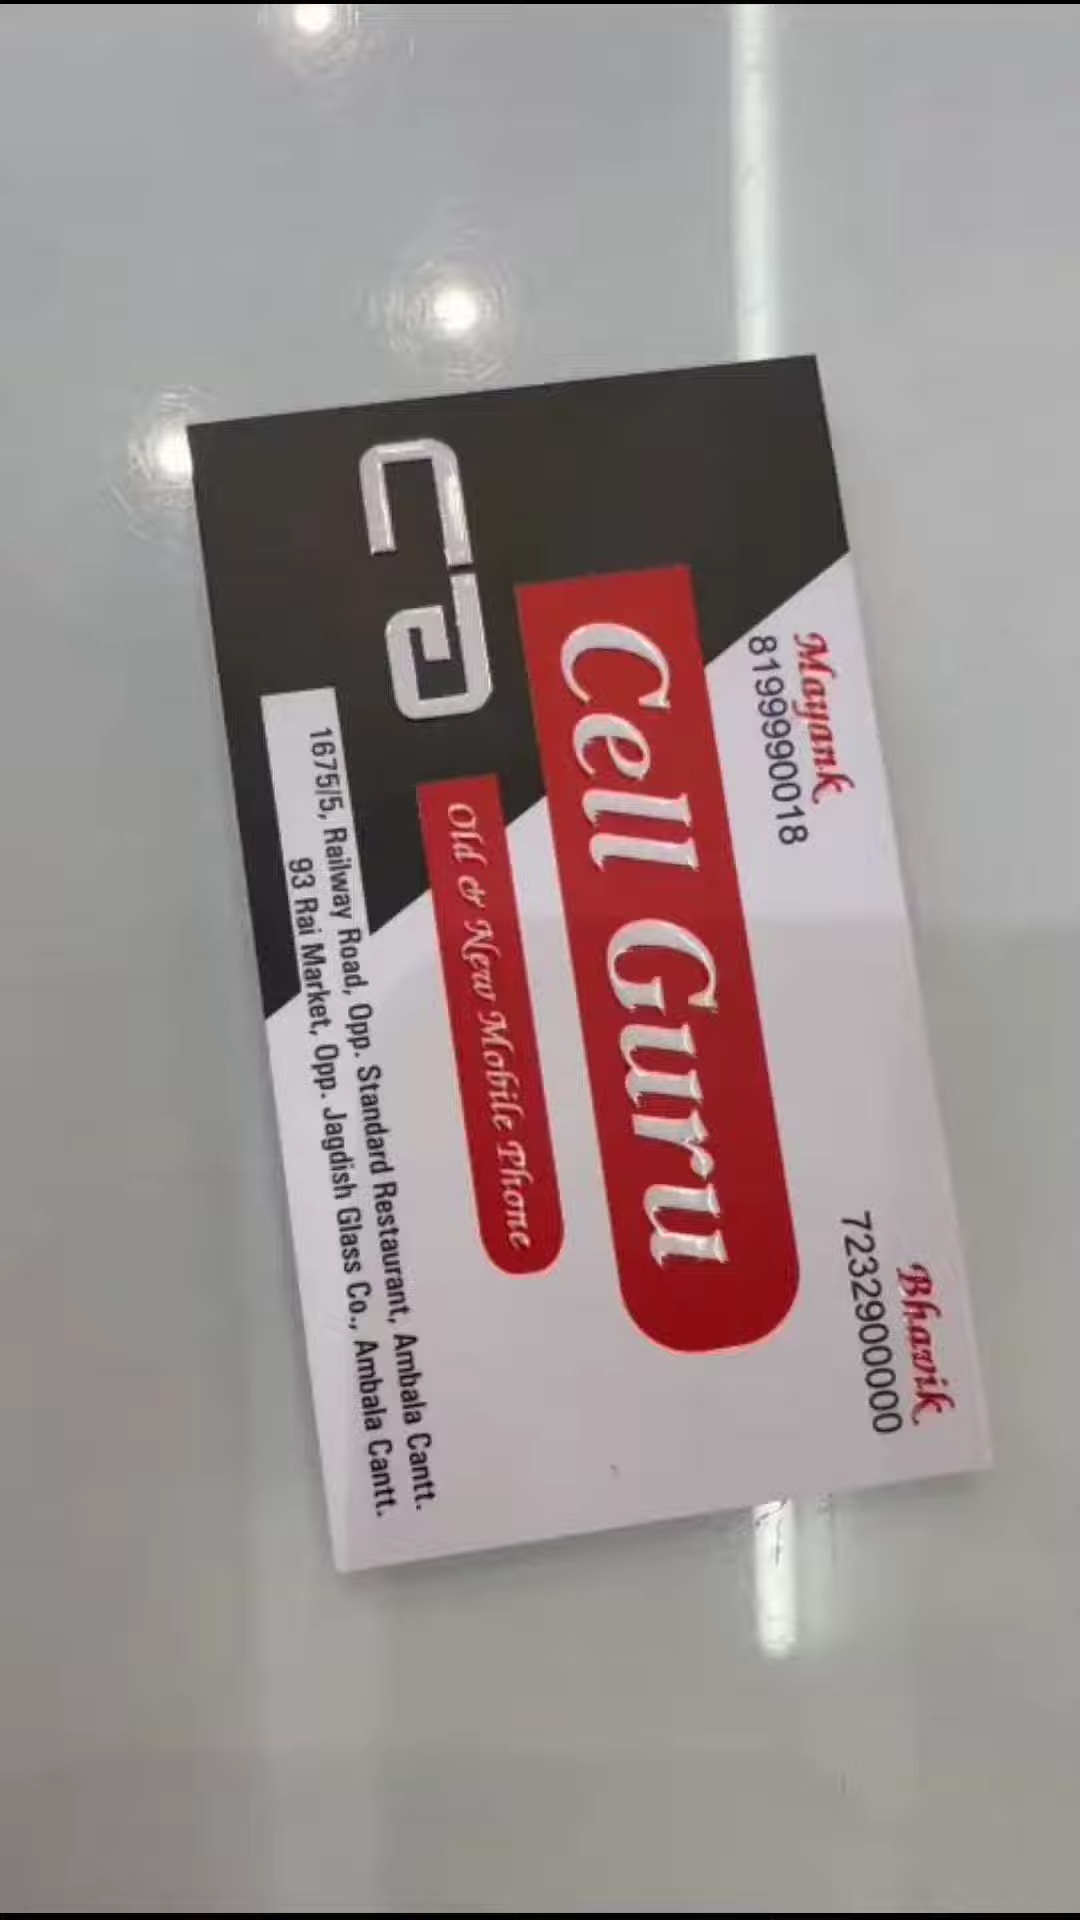 Mayank
8199990018
Bhavik
7232900000
CG
Cell Guru
Old & New Mobile Phone
1675/5, Railway Road, Opp. Standard Restaurant, Ambala Cantt.
93 Rai Market, Opp. Jagdish Glass Co., Ambala Cantt.